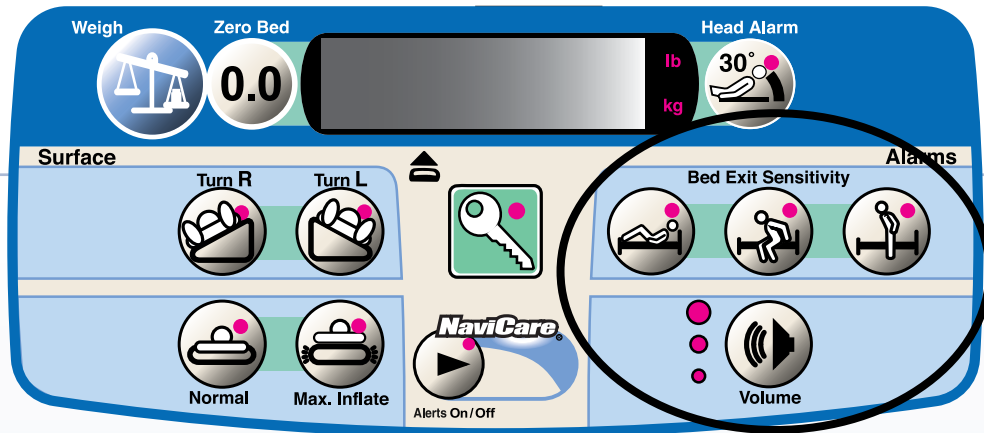 Weigh
Zero Bed
0.0
lb
kg
Head Alarm
30°
Surface
Alarms
Turn R
Turn L
Bed Exit Sensitivity
NaviCare®
Normal
Max. Inflate
Alerts On/Off
Volume